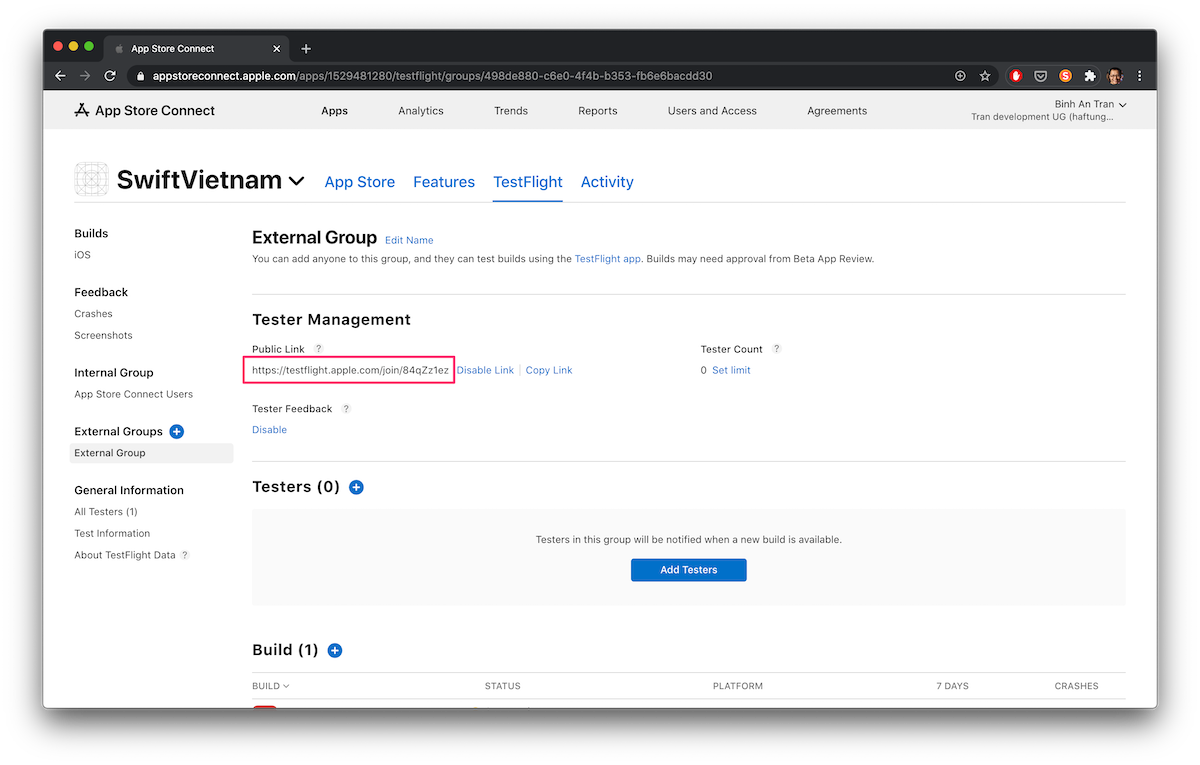 App Store Connect
appstoreconnect.apple.com/apps/1529481280/testflight/groups/498de880-c6e0-4f4b-b353-fb6e6bacdd30
App Store Connect Apps Analytics Trends Reports Users and Access Agreements Binh An Tran
Tran development UG (haftung...
SwiftVietnam App Store Features TestFlight Activity
Builds
iOS
Feedback
Crashes
Screenshots
Internal Group
App Store Connect Users
External Groups
External Group
General Information
All Testers (1)
Test Information
About TestFlight Data ?
External Group Edit Name
You can add anyone to this group, and they can test builds using the TestFlight app. Builds may need approval from Beta App Review.
Tester Management
Public Link ? Tester Count ?
https://testflight.apple.com/join/84qZz1ez Disable Link Copy Link 0 Set limit
Tester Feedback ?
Disable
Testers (0)
Testers in this group will be notified when a new build is available.
Add Testers
Build (1)
BUILD STATUS PLATFORM 7 DAYS CRASHES